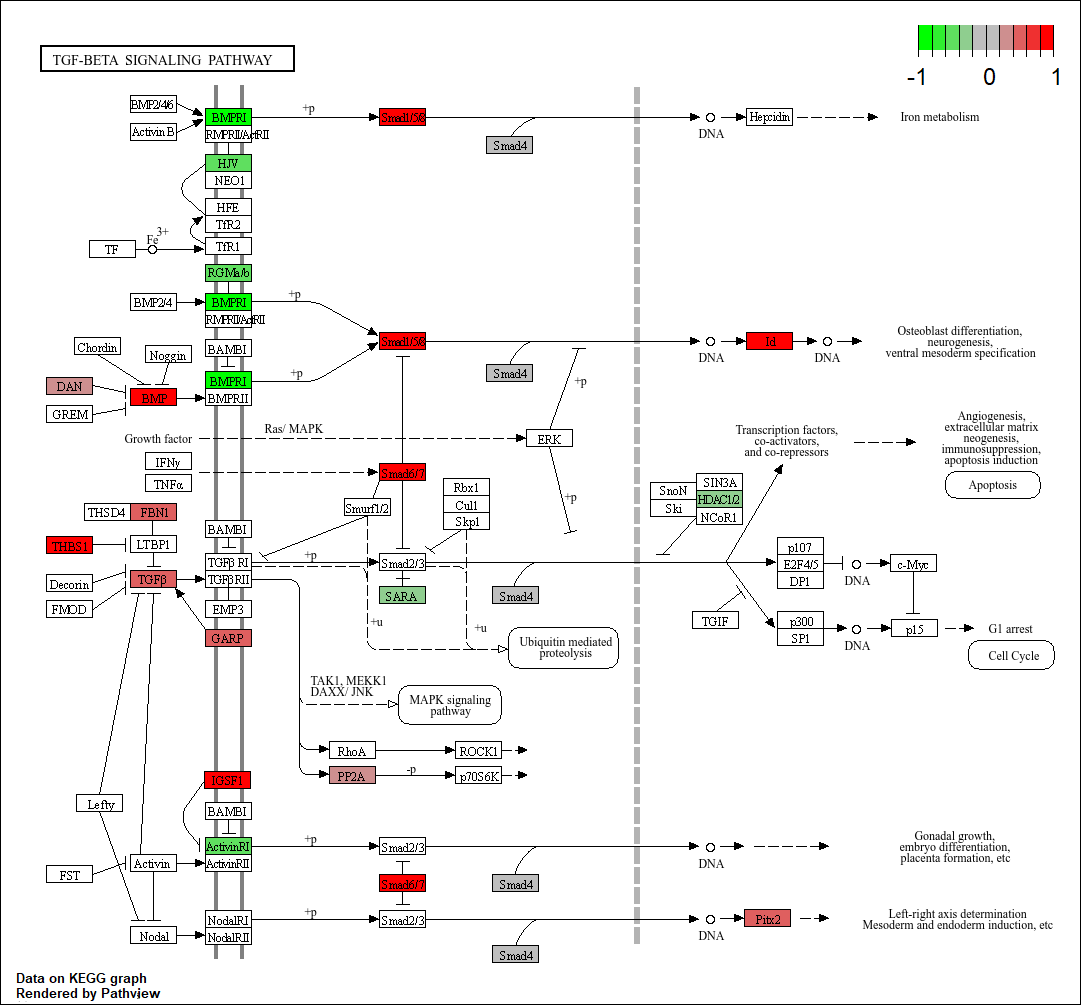 TGF-BETA SIGNALING PATHWAY
-1 0 1
BMP2/4/6
Activin B
BMPRI
RMPRII/ActRII
+p
Smad1/5/8
Smad4
DNA
Hepcidin
Iron metabolism
HJV
NEO1
HFE
TfR2
TfR1
TF
Fe 3+
RGMa/b
BMP2/4
BMPRI
RMPRII/ActRII
+p
Smad1/5/8
Smad4
DNA
Id
DNA
Osteoblast differentiation,
neurogenesis,
ventral mesoderm specification
Chordin
Noggin
BAMBI
DAN
GREM
BMP
BMPRI
BMPRII
+p
+p
Growth factor
Ras/ MAPK
ERK
+p
IFNγ
TNFα
Smad6/7
Smurf1/2
Rbx1
Cul1
Skp1
Transcription factors,
co-activators,
and co-repressors
Angiogenesis,
extracellular matrix
neogenesis,
immunosuppression,
apoptosis induction
Apoptosis
SnoN
Ski
SIN3A
HDAC1/2
NCoR1
THSD4
FBN1
THBS1
LTBP1
BAMBI
TGFβ RI
TGFβ RII
EMP3
+p
Smad2/3
SARA
Smad4
Decorin
FMOD
TGFβ
GARP
+u
+u
Ubiquitin mediated
proteolysis
p107
E2F4/5
DP1
DNA
c-Myc
TGIF
p300
SP1
DNA
p15
G1 arrest
Cell Cycle
TAK1, MEKK1
DAXX/ JNK
MAPK signaling
pathway
RhoA
ROCK1
PP2A
-p
p70S6K
IGSF1
Lefty
BAMBI
ActivinRI
ActivinRII
Activin
FST
+p
Smad2/3
Smad6/7
Smad4
DNA
Gonadal growth,
embryo differentiation,
placenta formation, etc
Nodal
NodalRI
NodalRII
+p
Smad2/3
Smad4
DNA
Pitx2
Left-right axis determination
Mesoderm and endoderm induction, etc
Data on KEGG graph
Rendered by Pathview